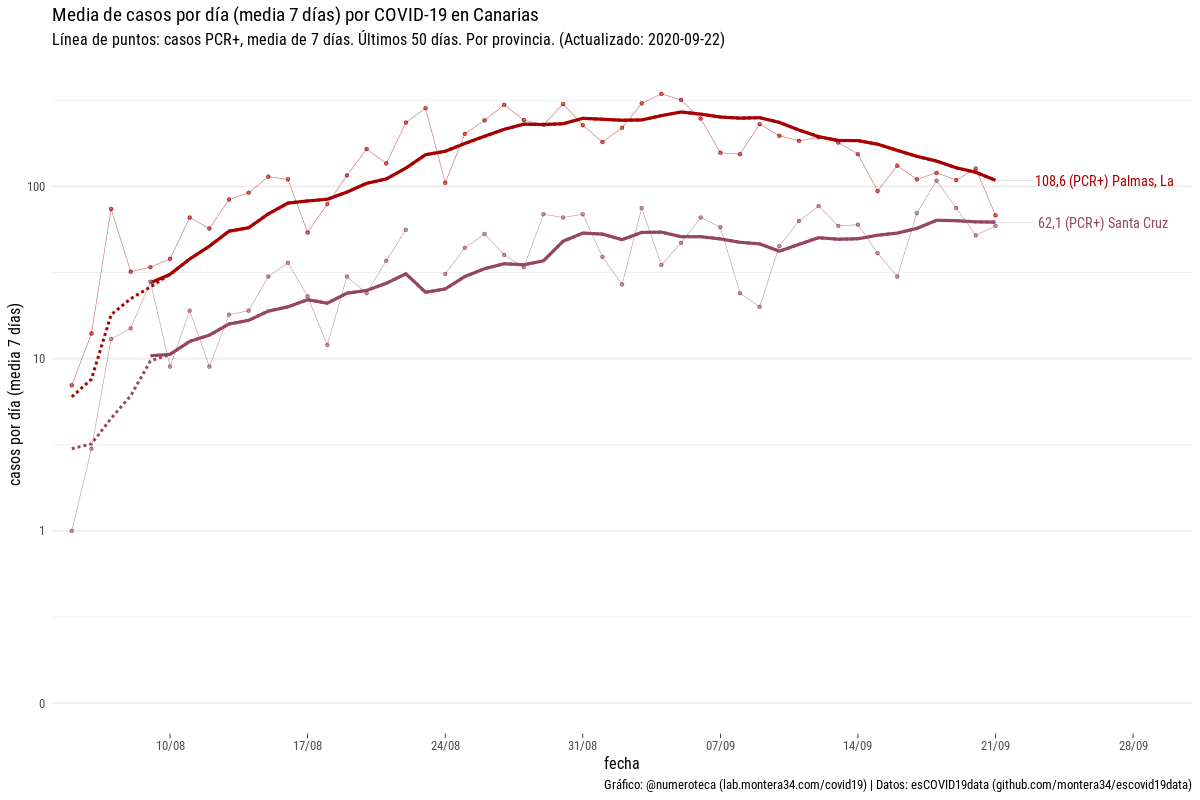 Media de casos por día (media 7 días) por COVID-19 en Canarias
Línea de puntos: casos PCR+, media de 7 días. Últimos 50 días. Por provincia. (Actualizado: 2020-09-22)
casos por día (media 7 días)
100
10
1
0
108,6 (PCR+) Palmas, La
62,1 (PCR+) Santa Cruz
10/08
17/08
24/08
31/08
07/09
14/09
21/09
28/09
fecha
Gráfico: @numeroteca (lab.montera34.com/covid19) | Datos: esCOVID19data (github.com/montera34/escovid19data)